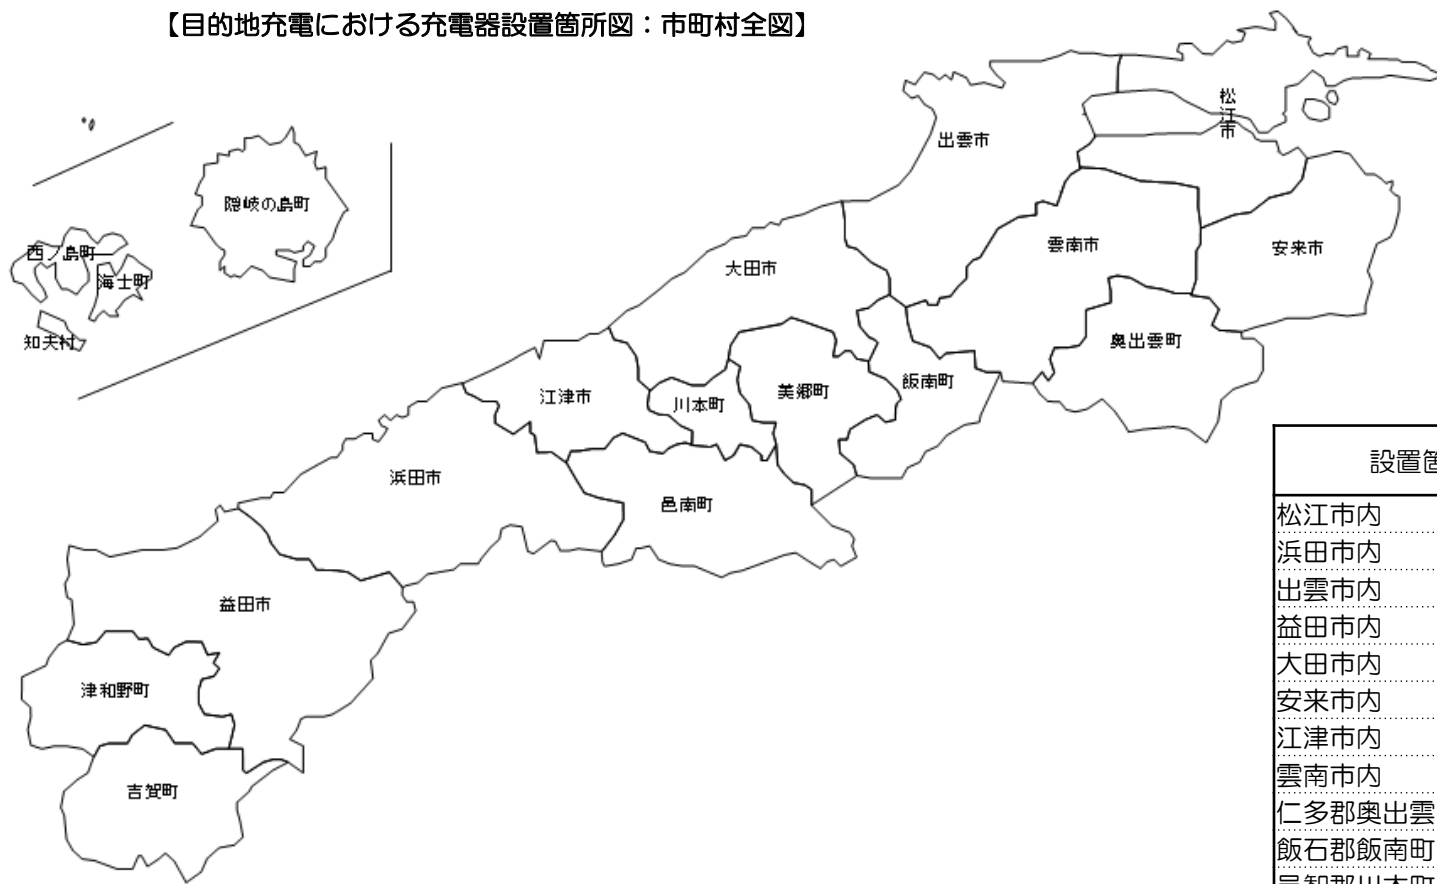 【目的地充電における充電器設置箇所図：市町村全図】
松江市
出雲市
隠岐の島町
西ノ島町
海士町
知夫村
雲南市
安来市
大田市
奥出雲町
飯南町
美郷町
川本町
江津市
浜田市
邑南町
益田市
津和野町
吉賀町
設置箇
松江市内
浜田市内
出雲市内
益田市内
大田市内
安来市内
江津市内
雲南市内
仁多郡奥出雲
飯石郡飯南町
邑智郡川本町